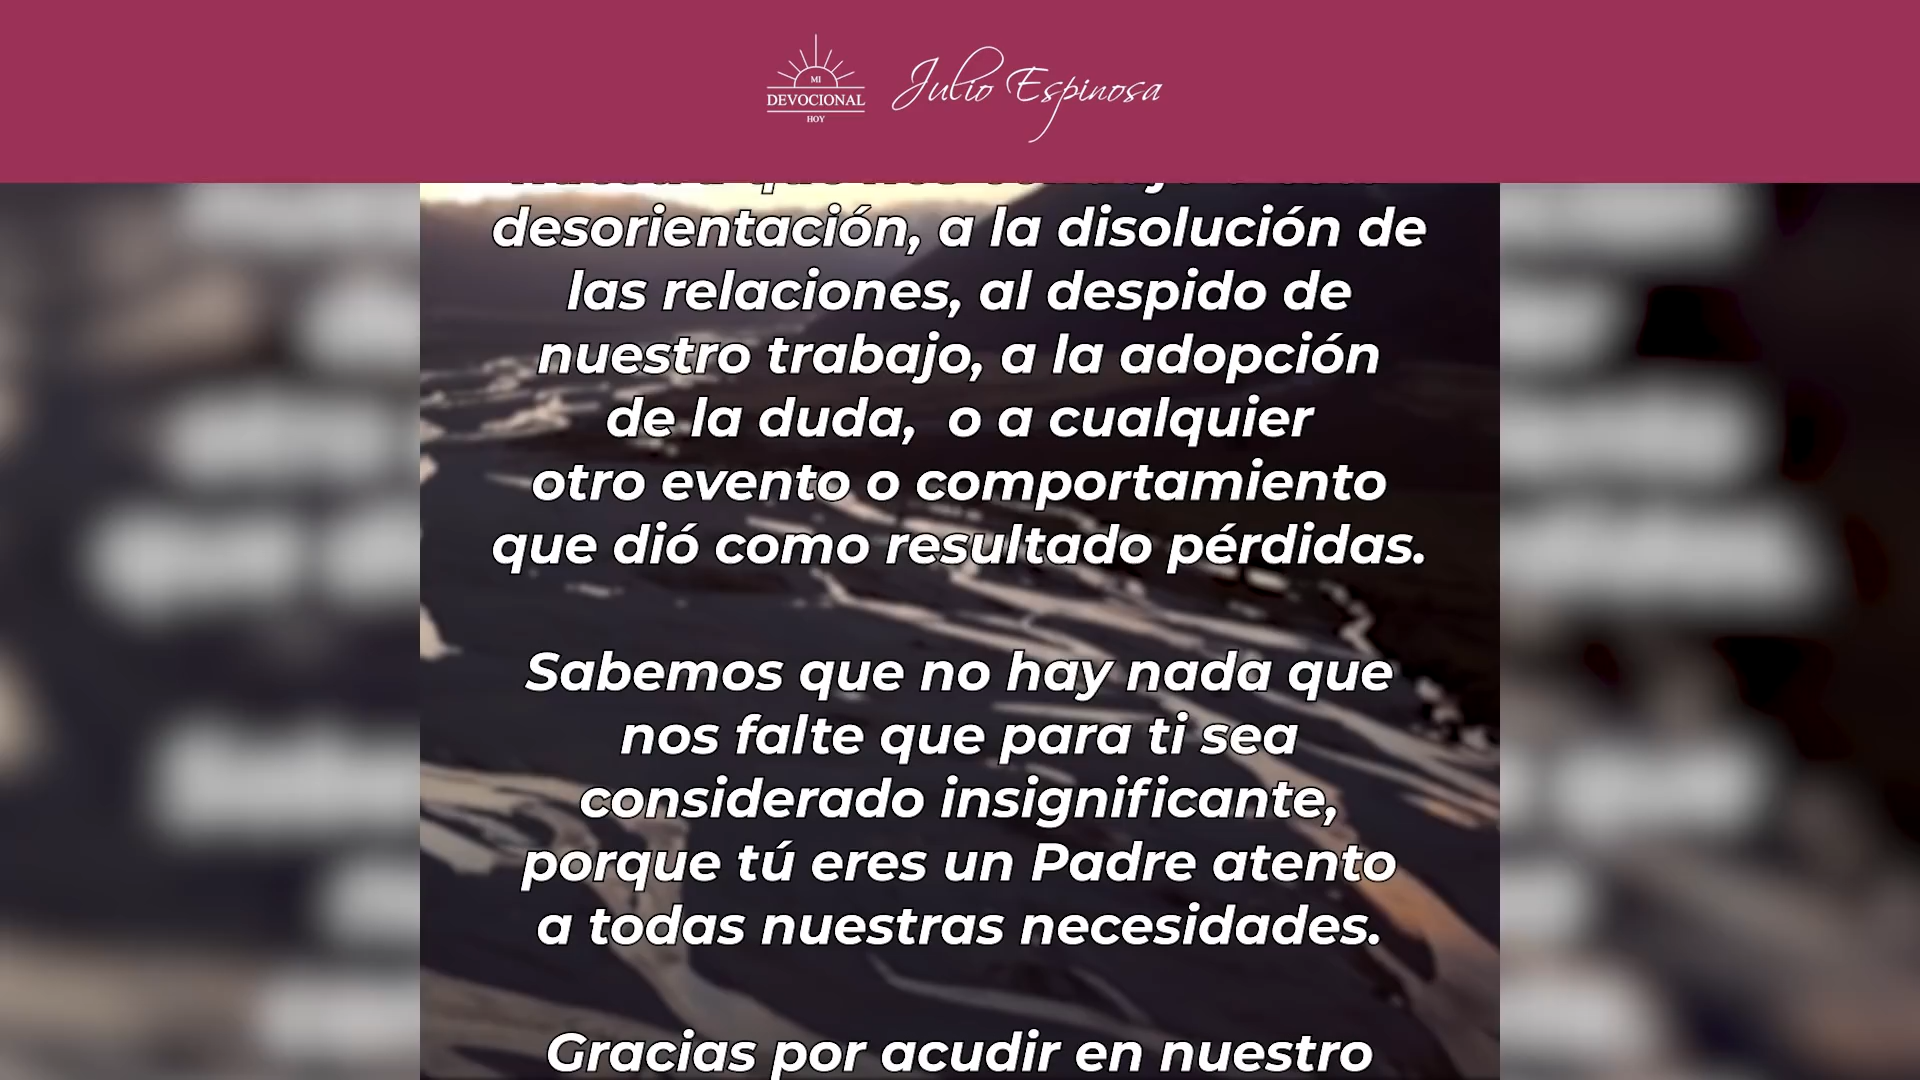 MI
DEVOCIONAL
HOY
Julio Espinosa
desorientación, a la disolución de
las relaciones, al despido de
nuestro trabajo, a la adopción
de la duda,  o a cualquier
otro evento o comportamiento
que dió como resultado pérdidas.
Sabemos que no hay nada que
nos falte que para ti sea
considerado insignificante,
porque tú eres un Padre atento
a todas nuestras necesidades.
Gracias por acudir en nuestro